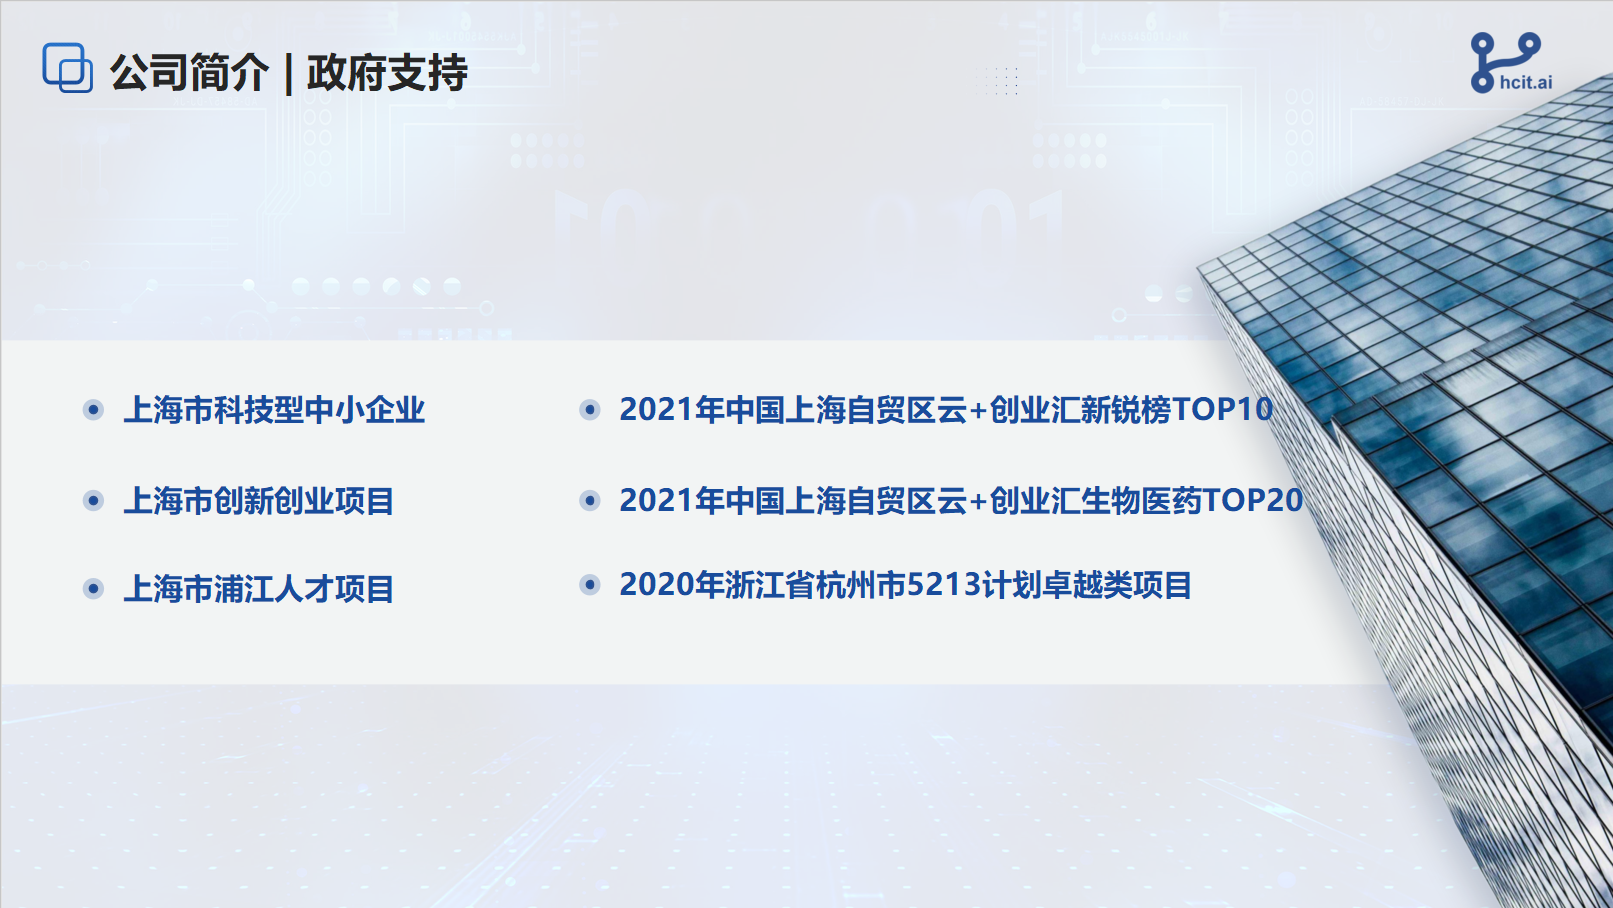 公司简介 | 政府支持
hcit.ai
上海市科技型中小企业
上海市创新创业项目
上海市浦江人才项目
2021年中国上海自贸区云+创业汇新锐榜TOP10
2021年中国上海自贸区云+创业汇生物医药TOP20
2020年浙江省杭州市5213计划卓越类项目